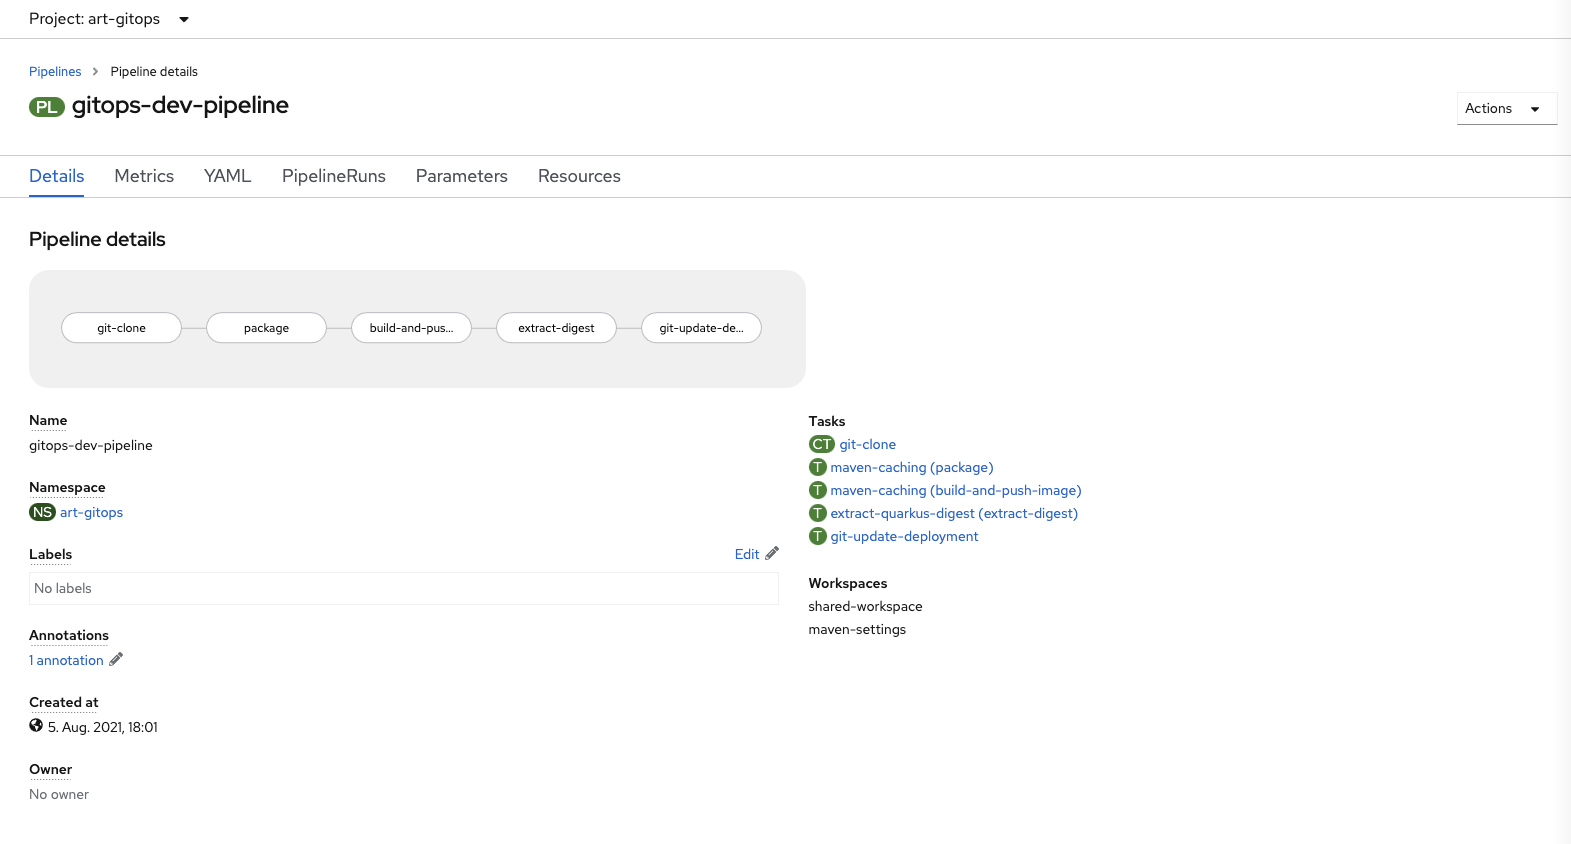 Project: art-gitops
Pipelines > Pipeline details
PL gitops-dev-pipeline
Actions
Details Metrics YAML PipelineRuns Parameters Resources
Pipeline details
git-clone package build-and-pus... extract-digest git-update-de...
Name
gitops-dev-pipeline
Namespace
NS art-gitops
Labels Edit
No labels
Annotations
1 annotation
Created at
5. Aug. 2021, 18:01
Owner
No owner
Tasks
CT git-clone
T maven-caching (package)
T maven-caching (build-and-push-image)
T extract-quarkus-digest (extract-digest)
T git-update-deployment
Workspaces
shared-workspace
maven-settings